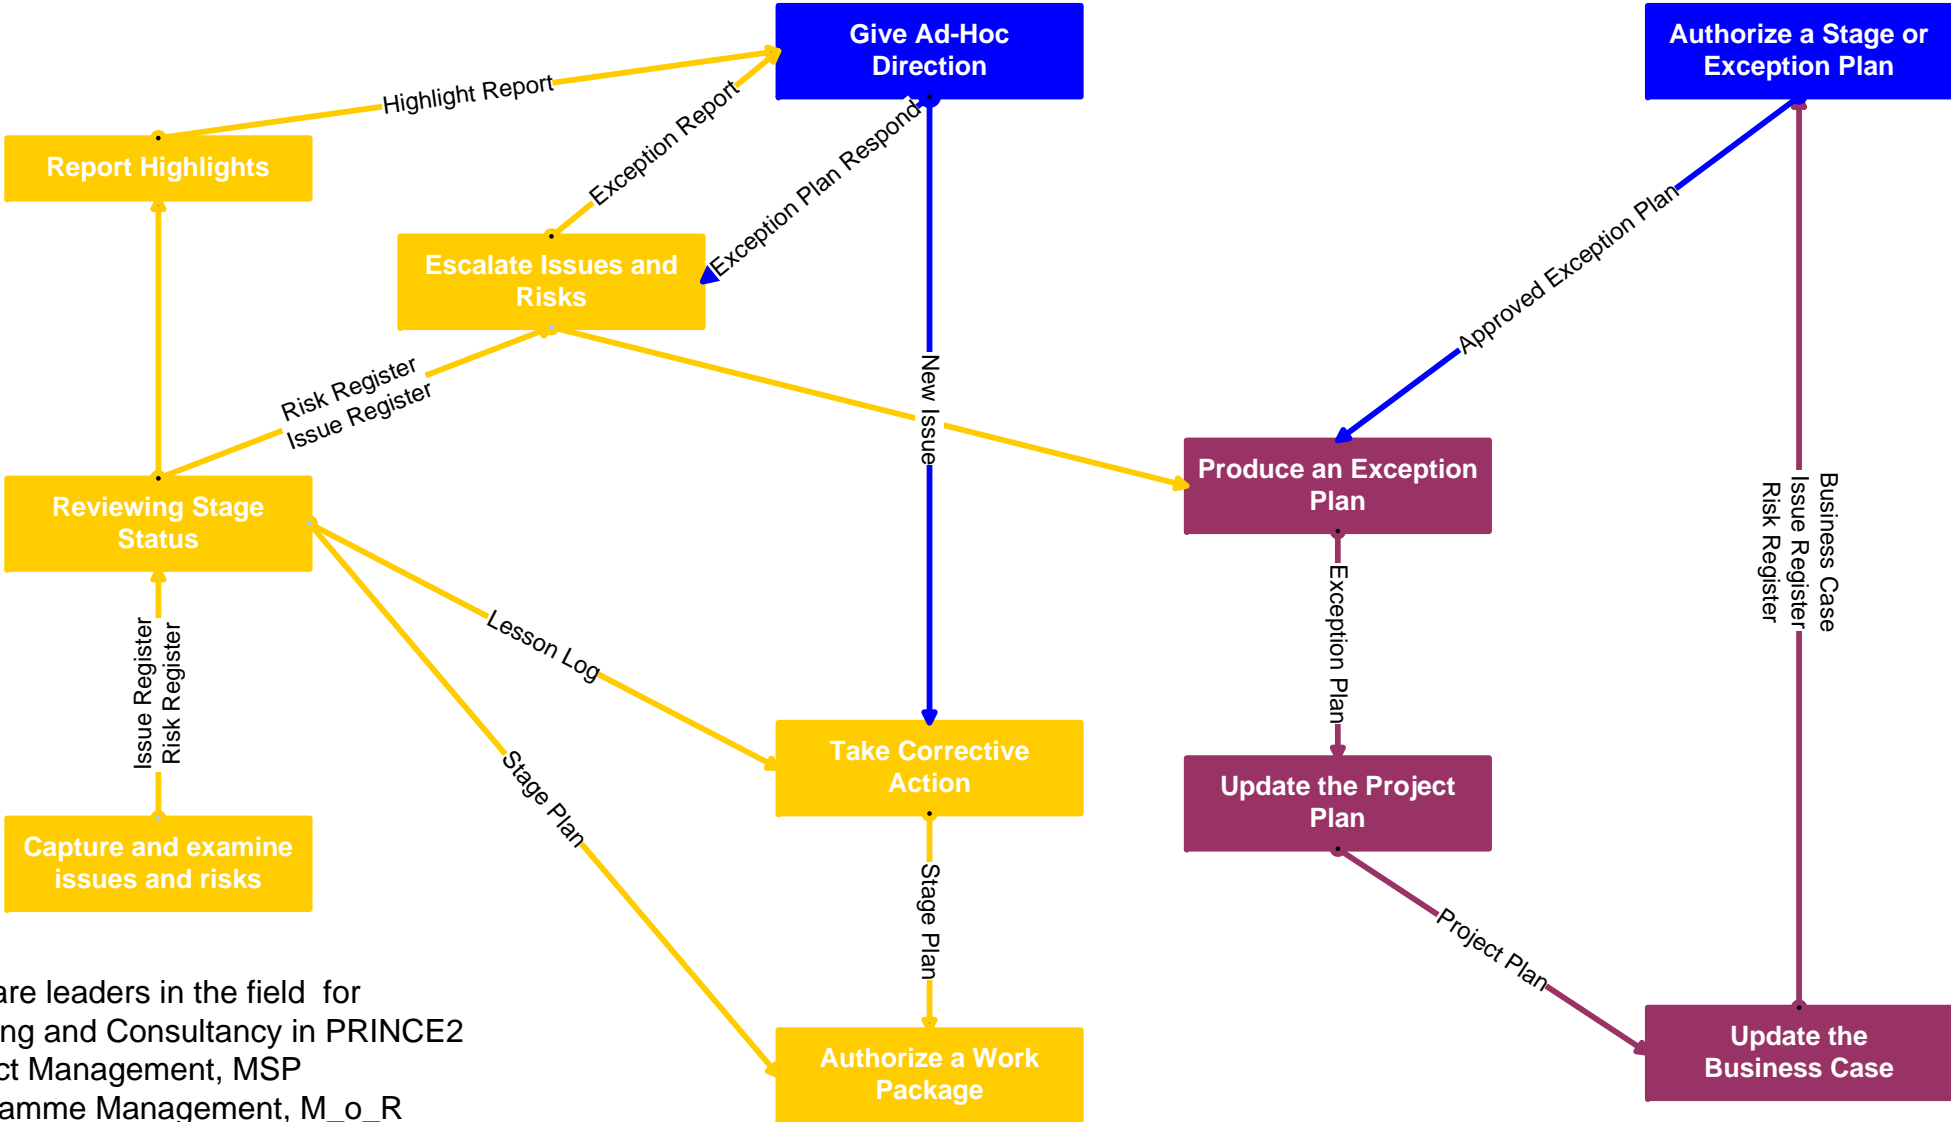 Give Ad-Hoc
Direction
Authorize a Stage or
Exception Plan
Highlight Report
Exception Report
Exception Plan Respond
Report Highlights
Escalate Issues and
Risks
Approved Exception Plan
Risk Register
Issue Register
New Issue
Produce an Exception
Plan
Reviewing Stage
Status
Business Case
Issue Register
Risk Register
Exception Plan
Lesson Log
Issue Register
Risk Register
Take Corrective
Action
Stage Plan
Update the Project
Plan
Capture and examine
issues and risks
Stage Plan
Project Plan
are leaders in the field for
ng and Consultancy in PRINCE2
ct Management, MSP
amme Management, M_o_R
Authorize a Work
Package
Update the
Business Case